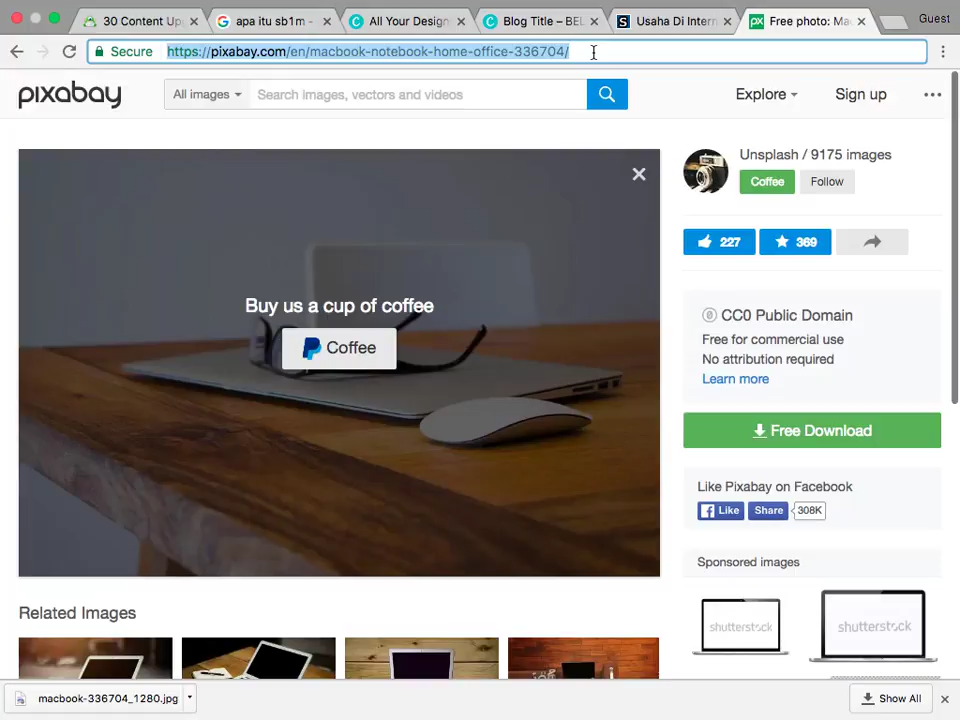 30 Content Up
apa itu sb1m -
All Your Design
Blog Title – BEL
Usaha Di Intern
Free photo: Mac
Guest
Secure
https://pixabay.com/en/macbook-notebook-home-office-336704/
pixabay
All images
Search images, vectors and videos
Explore
Sign up
Buy us a cup of coffee
PayPal Coffee
Unsplash / 9175 images
Coffee
Follow
227
369
CC0 Public Domain
Free for commercial use
No attribution required
Learn more
Free Download
Like Pixabay on Facebook
Like
Share
308K
Sponsored images
shutterstock
shutterstock
Related Images
macbook-336704_1280.jpg
Show All